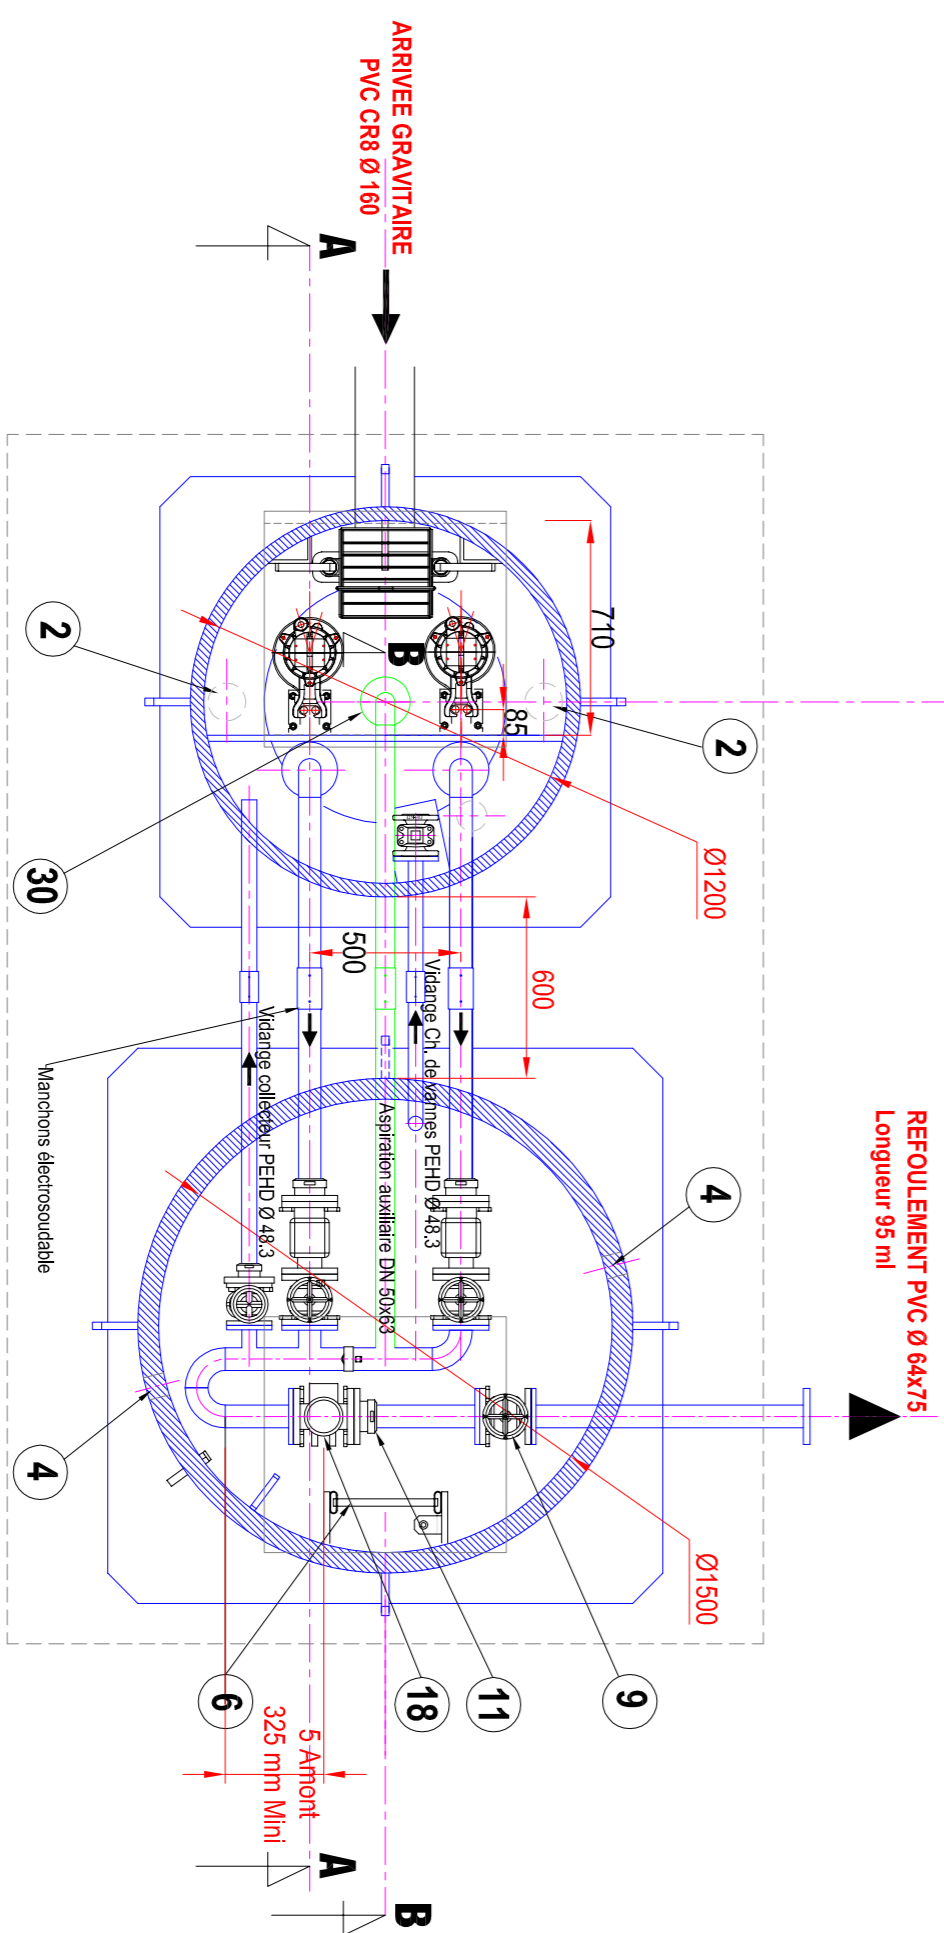 ARRIVEE GRAVITAIRE
PVC CR8 Ø 160
A
REFOULEMENT PVC Ø 64x75
Longueur 95 ml
2
2
B
710
85
30
Ø1200
500
600
Vidange Ch. de vannes PEHD Ø 48.3
Aspiration auxiliaire DN 50x63
Vidange collecteur PEHD Ø 48.3
Manchons électrosoudable
4
4
Ø1500
6
18
11
9
5 Amont
325 mm Mini
A
B